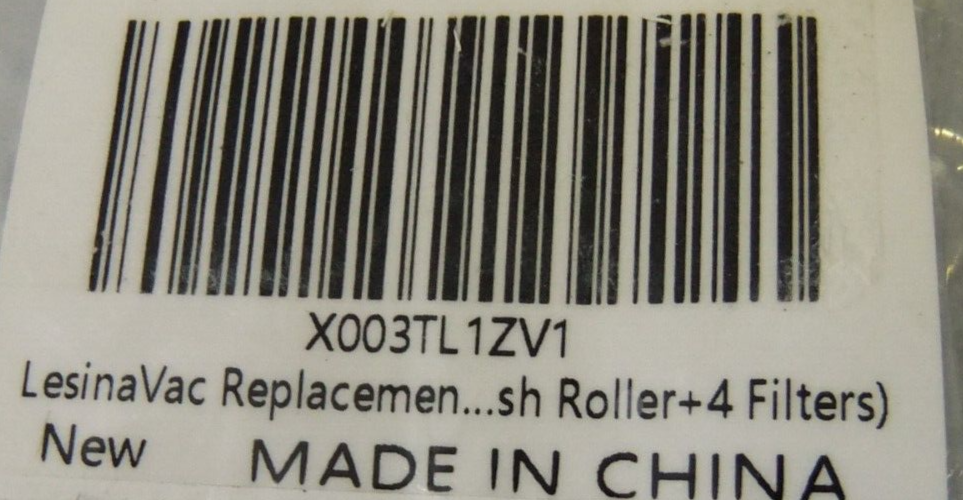 X003TL1ZV1
LesinaVac Replacemen...sh Roller+4 Filters)
New
MADE IN CHINA